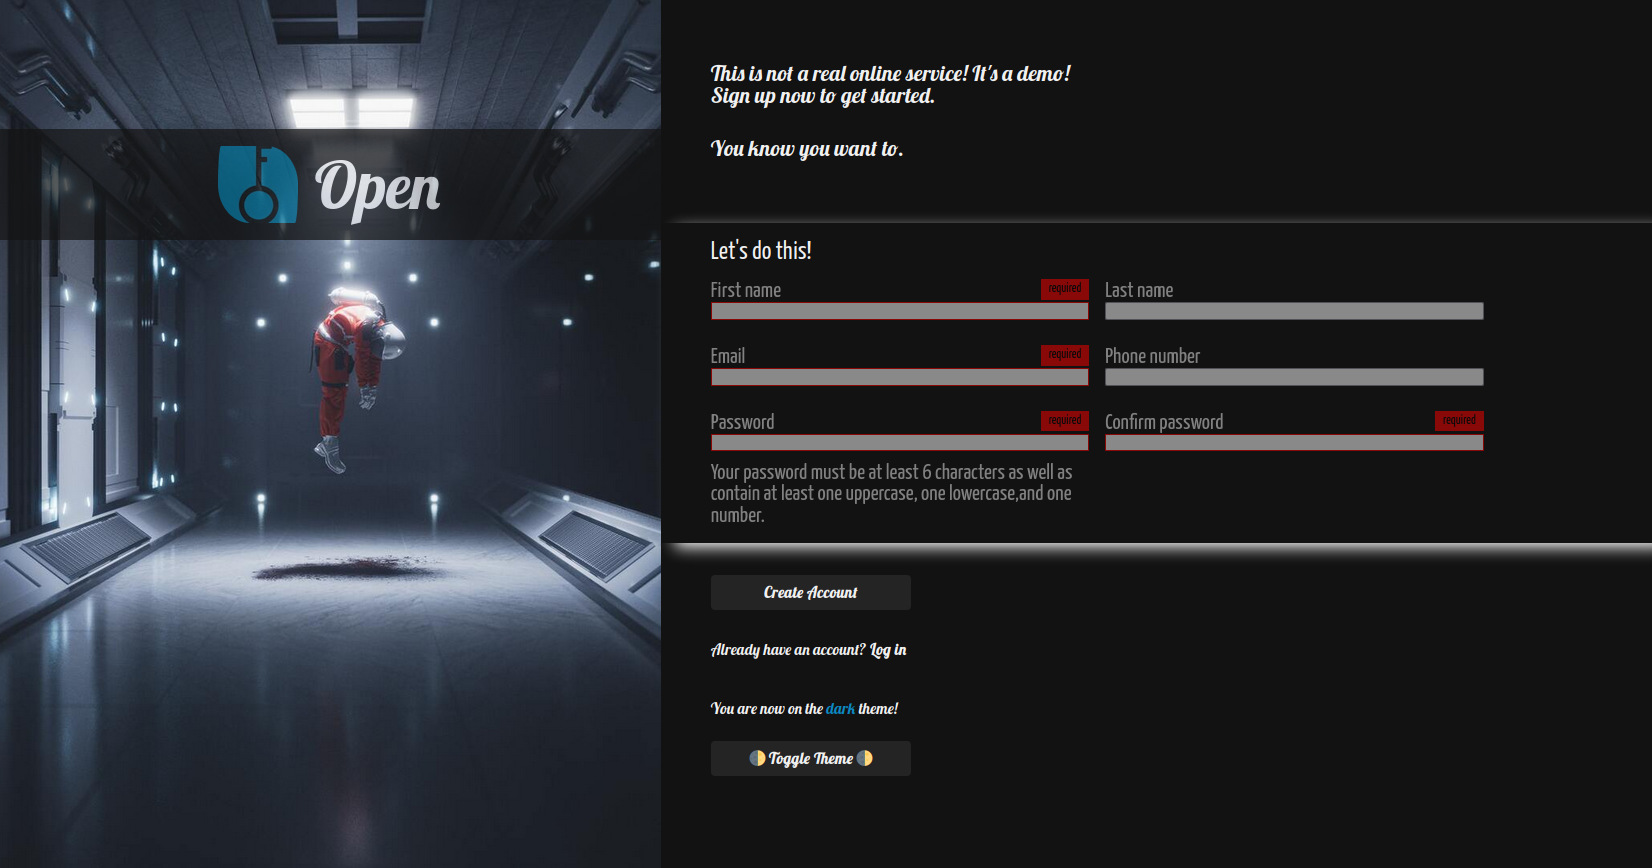 Open
This is not a real online service! It's a demo!
Sign up now to get started.
You know you want to.
Let's do this!
First name required
Last name
Email required
Phone number
Password required
Confirm password required
Your password must be at least 6 characters as well as
contain at least one uppercase, one lowercase,and one
number.
Create Account
Already have an account? Log in
You are now on the dark theme!
🌓 Toggle Theme 🌓